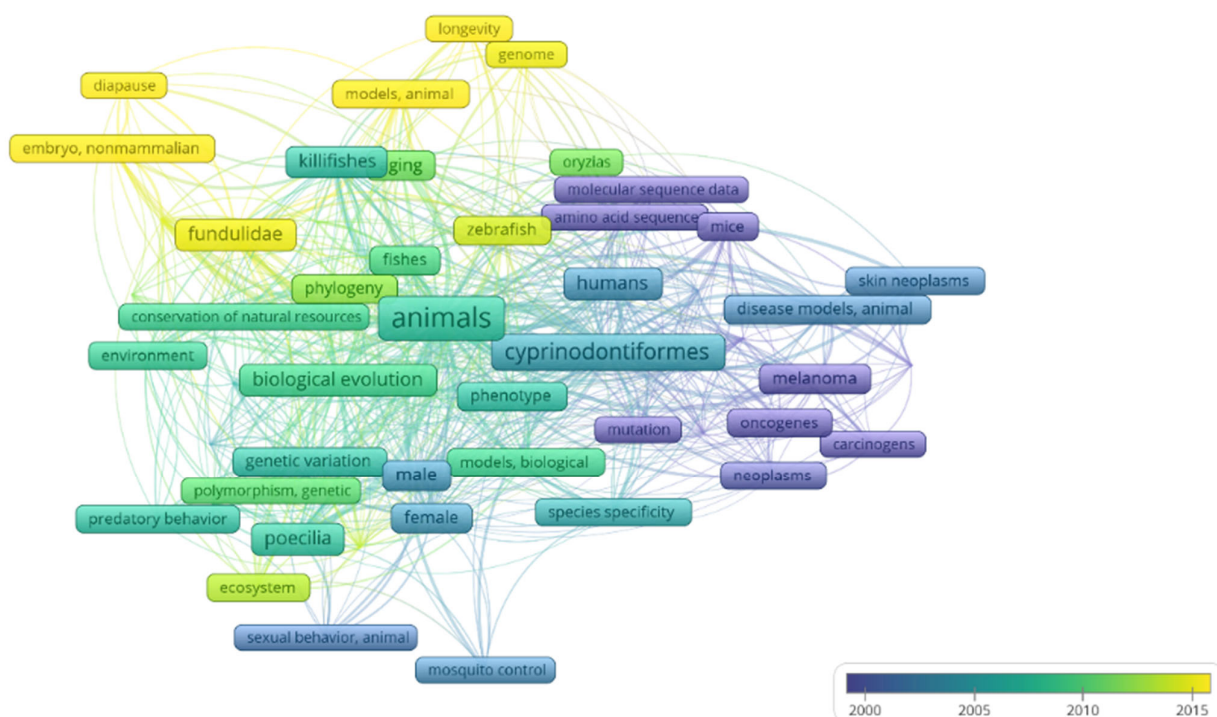 longevity
genome
diapause
models, animal
embryo, nonmammalian
killifishes
ging
oryzias
molecular sequence data
amino acid sequence
mice
fundulidae
zebrafish
fishes
skin neoplasms
humans
phylogeny
disease models, animal
conservation of natural resources
animals
cyprinodontiformes
environment
biological evolution
melanoma
phenotype
oncogenes
mutation
carcinogens
genetic variation
models, biological
male
neoplasms
polymorphism, genetic
predatory behavior
female
species specificity
poecilia
ecosystem
sexual behavior, animal
mosquito control
2000 2005 2010 2015